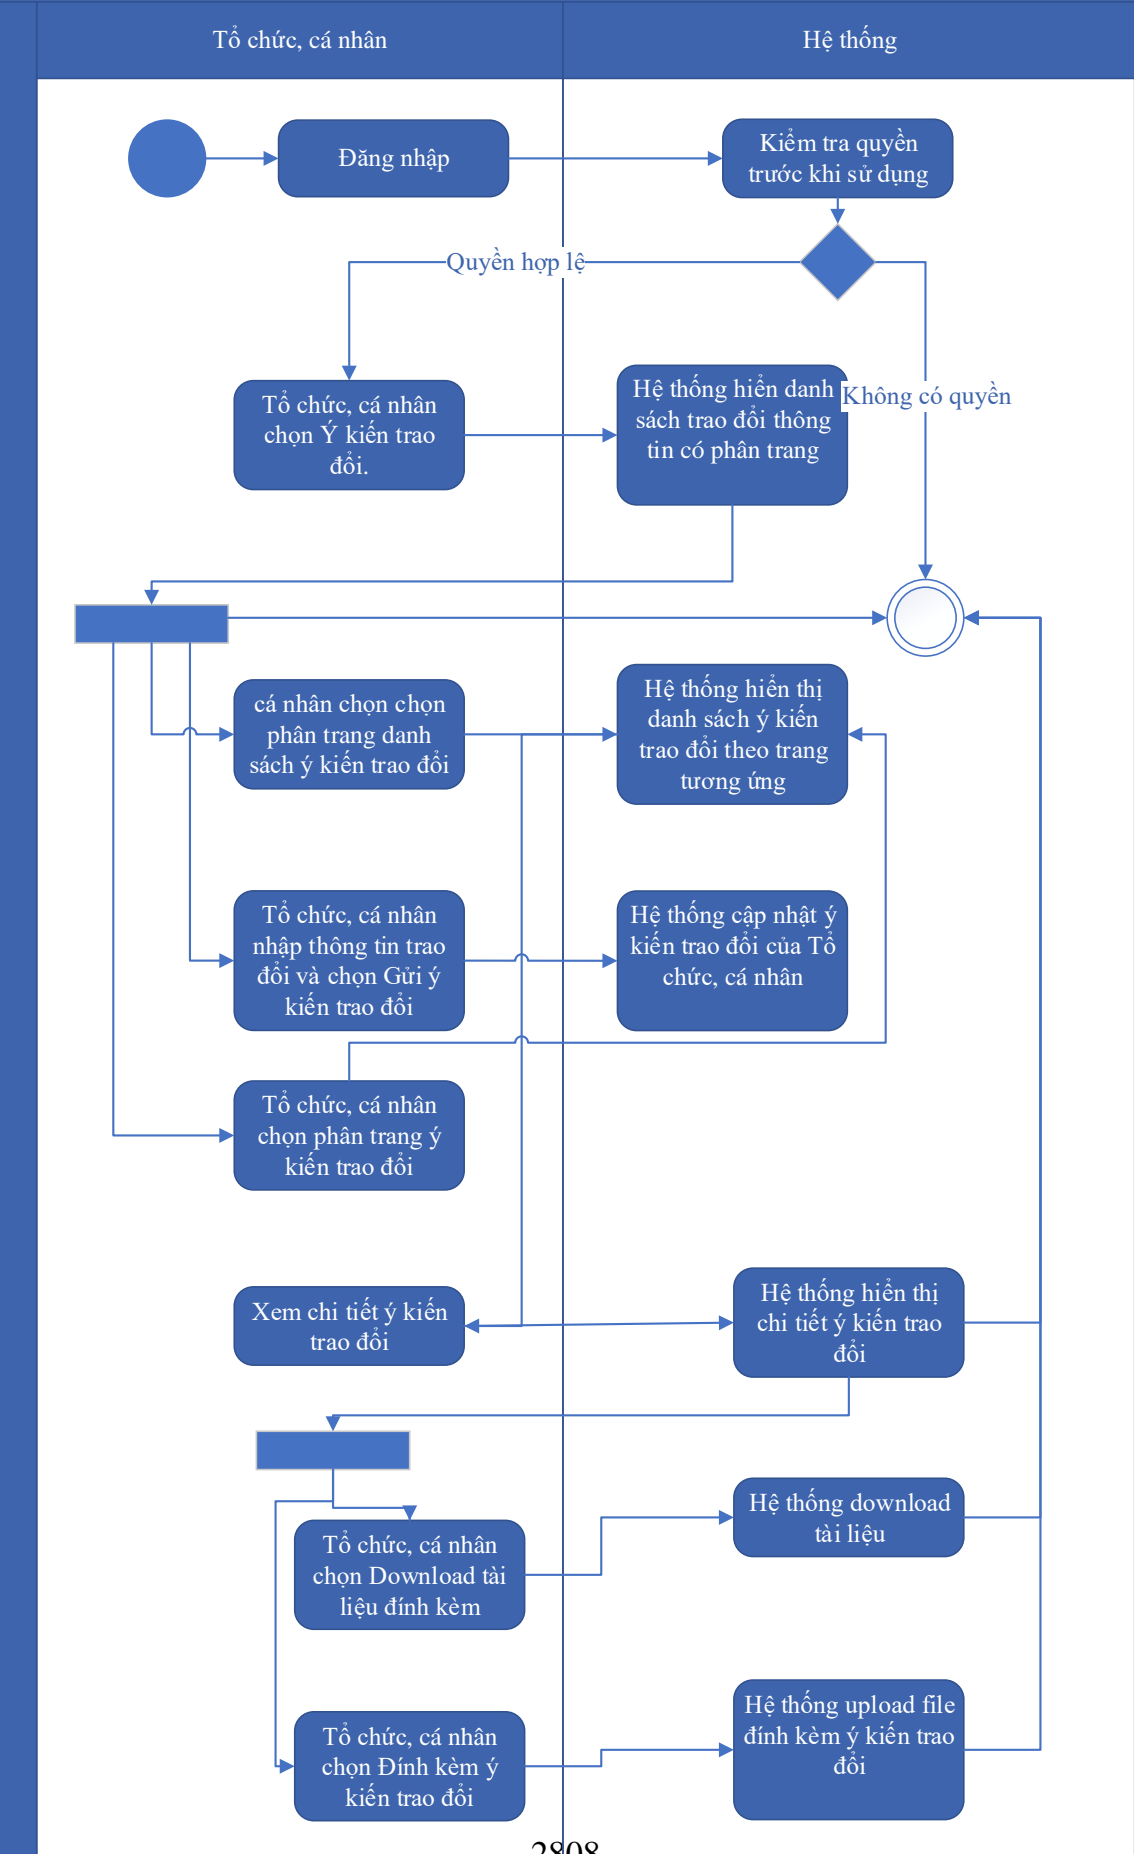 Tổ chức, cá nhân
Hệ thống
Đăng nhập
Kiểm tra quyền
trước khi sử dụng
Quyền hợp lệ
Không có quyền
Tổ chức, cá nhân
chọn Ý kiến trao
đổi.
Hệ thống hiển danh
sách trao đổi thông
tin có phân trang
cá nhân chọn chọn
phân trang danh
sách ý kiến trao đổi
Hệ thống hiển thị
danh sách ý kiến
trao đổi theo trang
tương ứng
Tổ chức, cá nhân
nhập thông tin trao
đổi và chọn Gửi ý
kiến trao đổi
Hệ thống cập nhật ý
kiến trao đổi của Tổ
chức, cá nhân
Tổ chức, cá nhân
chọn phân trang ý
kiến trao đổi
Xem chi tiết ý kiến
trao đổi
Hệ thống hiển thị
chi tiết ý kiến trao
đổi
Tổ chức, cá nhân
chọn Download tài
liệu đính kèm
Hệ thống download
tài liệu
Tổ chức, cá nhân
chọn Đính kèm ý
kiến trao đổi
Hệ thống upload file
đính kèm ý kiến trao
đổi
2808